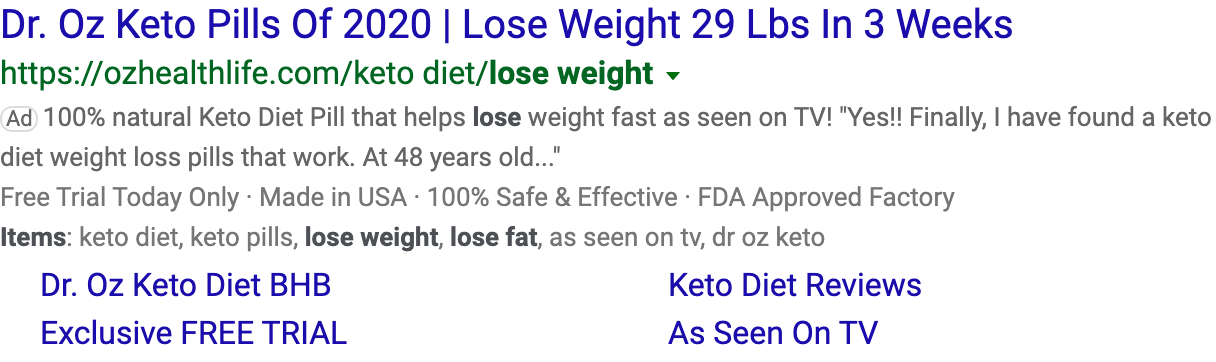 Dr. Oz Keto Pills Of 2020 | Lose Weight 29 Lbs In 3 Weeks
https://ozhealthlife.com/keto diet/lose weight
Ad 100% natural Keto Diet Pill that helps lose weight fast as seen on TV! "Yes!! Finally, I have found a keto
diet weight loss pills that work. At 48 years old..."
Free Trial Today Only · Made in USA · 100% Safe & Effective · FDA Approved Factory
Items: keto diet, keto pills, lose weight, lose fat, as seen on tv, dr oz keto
Dr. Oz Keto Diet BHB
Keto Diet Reviews
Exclusive FREE TRIAL
As Seen On TV